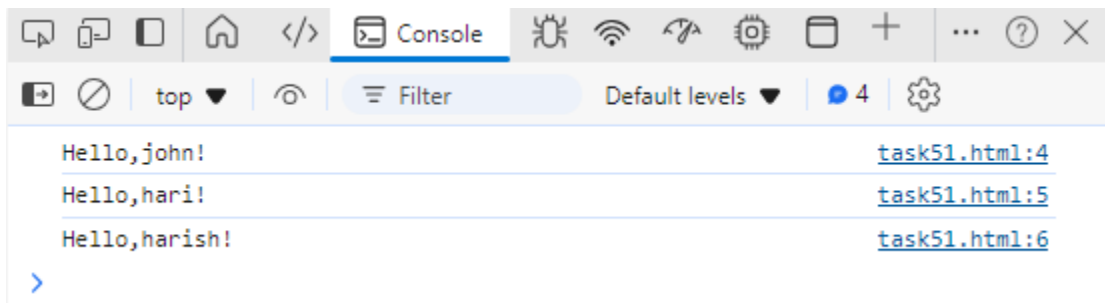 Console
top Filter Default levels 4
Hello,john! task51.html:4
Hello,hari! task51.html:5
Hello,harish! task51.html:6